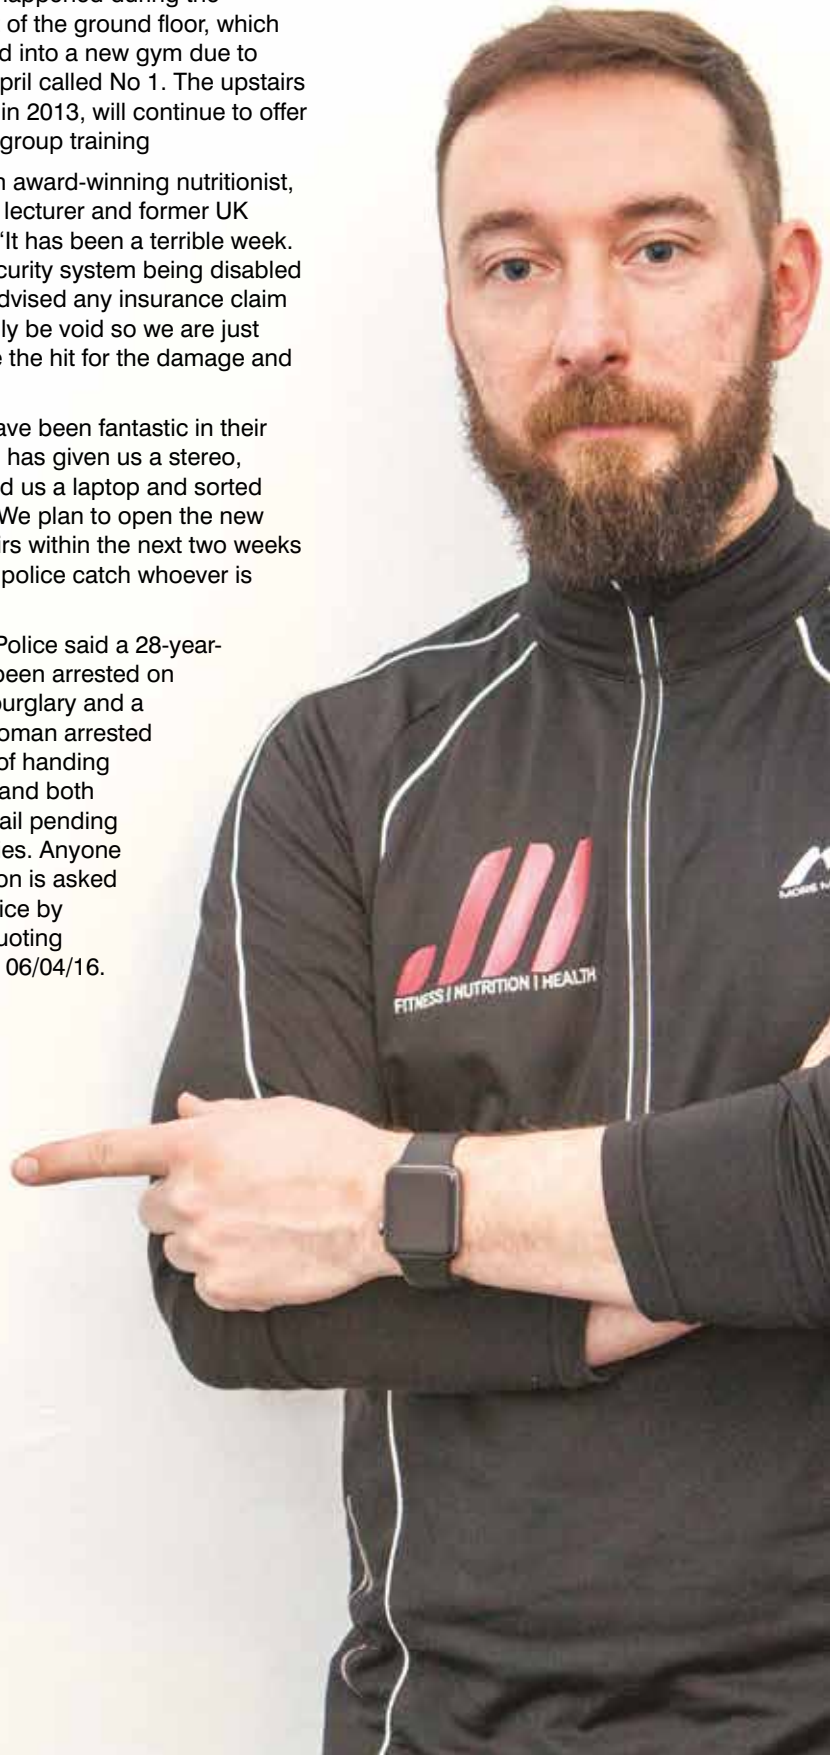 of the ground floor, which
d into a new gym due to
pril called No 1. The upstairs
in 2013, will continue to offer
group training
n award-winning nutritionist,
lecturer and former UK
‘It has been a terrible week.
curity system being disabled
dvised any insurance claim
ly be void so we are just
e the hit for the damage and
ave been fantastic in their
has given us a stereo,
d us a laptop and sorted
We plan to open the new
irs within the next two weeks
police catch whoever is
Police said a 28-year-
been arrested on
burglary and a
oman arrested
of handing
and both
ail pending
es. Anyone
on is asked
ice by
uoting
06/04/16.
FITNESS | NUTRITION | HEALTH
MORE M